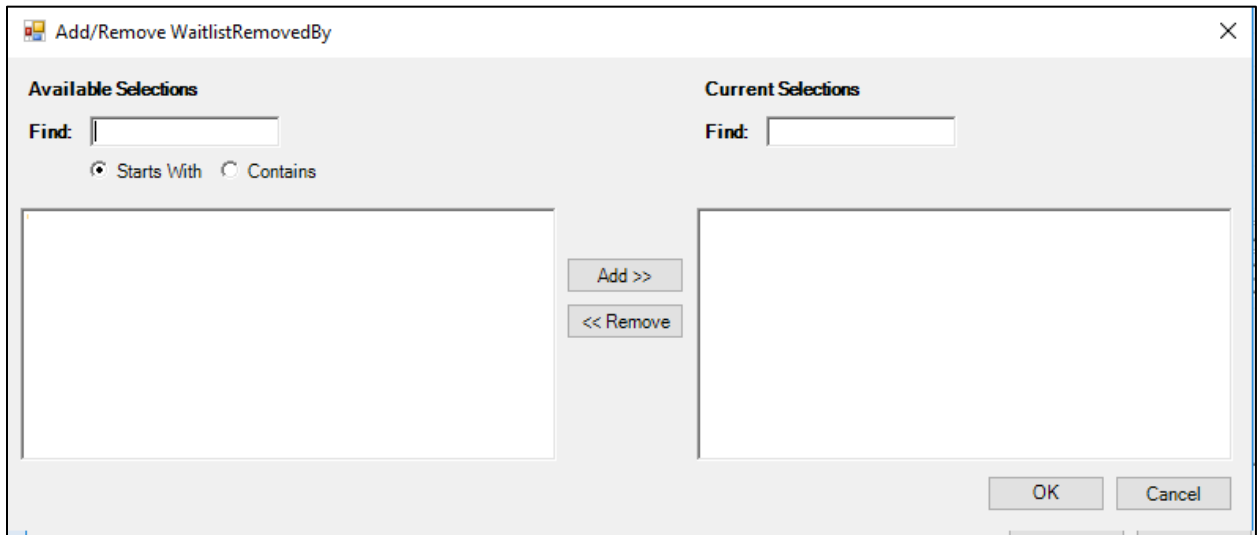 Add/Remove WaitlistRemovedBy
Available Selections
Current Selections
Find:
Find:
Starts With
Contains
Add >>
<< Remove
OK
Cancel